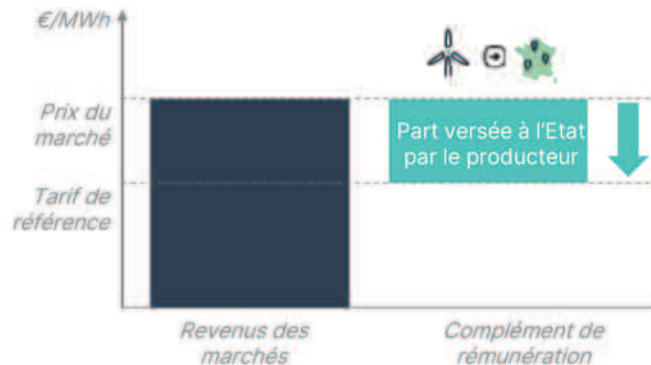 €/MWh
Prix du
marché
Part versée à l'Etat
par le producteur
Tarif de
référence
Revenus des
marchés
Complément de
rémunération